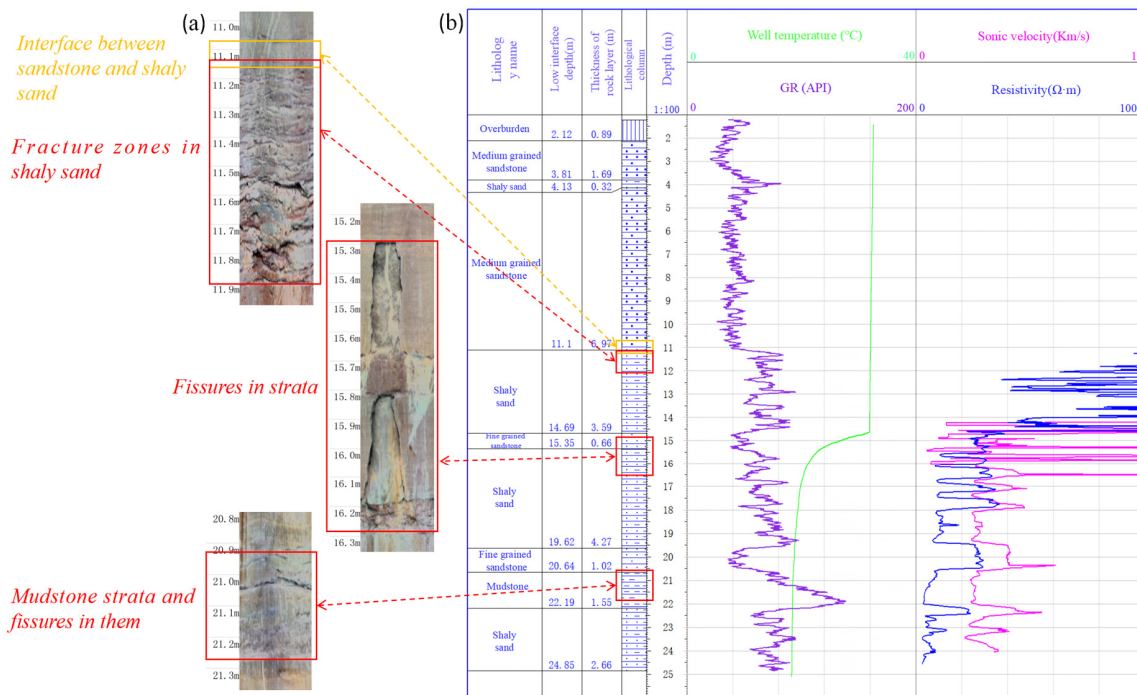 (a)
(b)
Interface between
sandstone and shaly
sand
Fracture zones in
shaly sand
Fissures in strata
Mudstone strata and
fissures in them
11.0m
11.1m
11.2m
11.3m
11.4m
11.5m
11.6m
11.7m
11.8m
11.9m
15.2m
15.3m
15.4m
15.5m
15.6m
15.7m
15.8m
15.9m
16.0m
16.1m
16.2m
16.3m
20.8m
20.9m
21.0m
21.1m
21.2m
21.3m
Litholog
y name
Low interface
depth(m)
Thickness of
rock layer (m)
Lithological
column
Depth (m)
1:100
Well temperature (°C)
0 40
GR (API)
0 200
Sonic velocity(Km/s)
0 1
Resistivity(Ω·m)
0 100
Overburden
2.12 0.89
Medium grained
sandstone
3.81 1.69
Shaly sand 4.13 0.32
Medium grained
sandstone
11.1 6.97
Shaly
sand
14.69 3.59
Fine grained
sandstone
15.35 0.66
Shaly
sand
19.62 4.27
Fine grained
sandstone
20.64 1.02
Mudstone
22.19 1.55
Shaly
sand
24.85 2.66
2
3
4
5
6
7
8
9
10
11
12
13
14
15
16
17
18
19
20
21
22
23
24
25